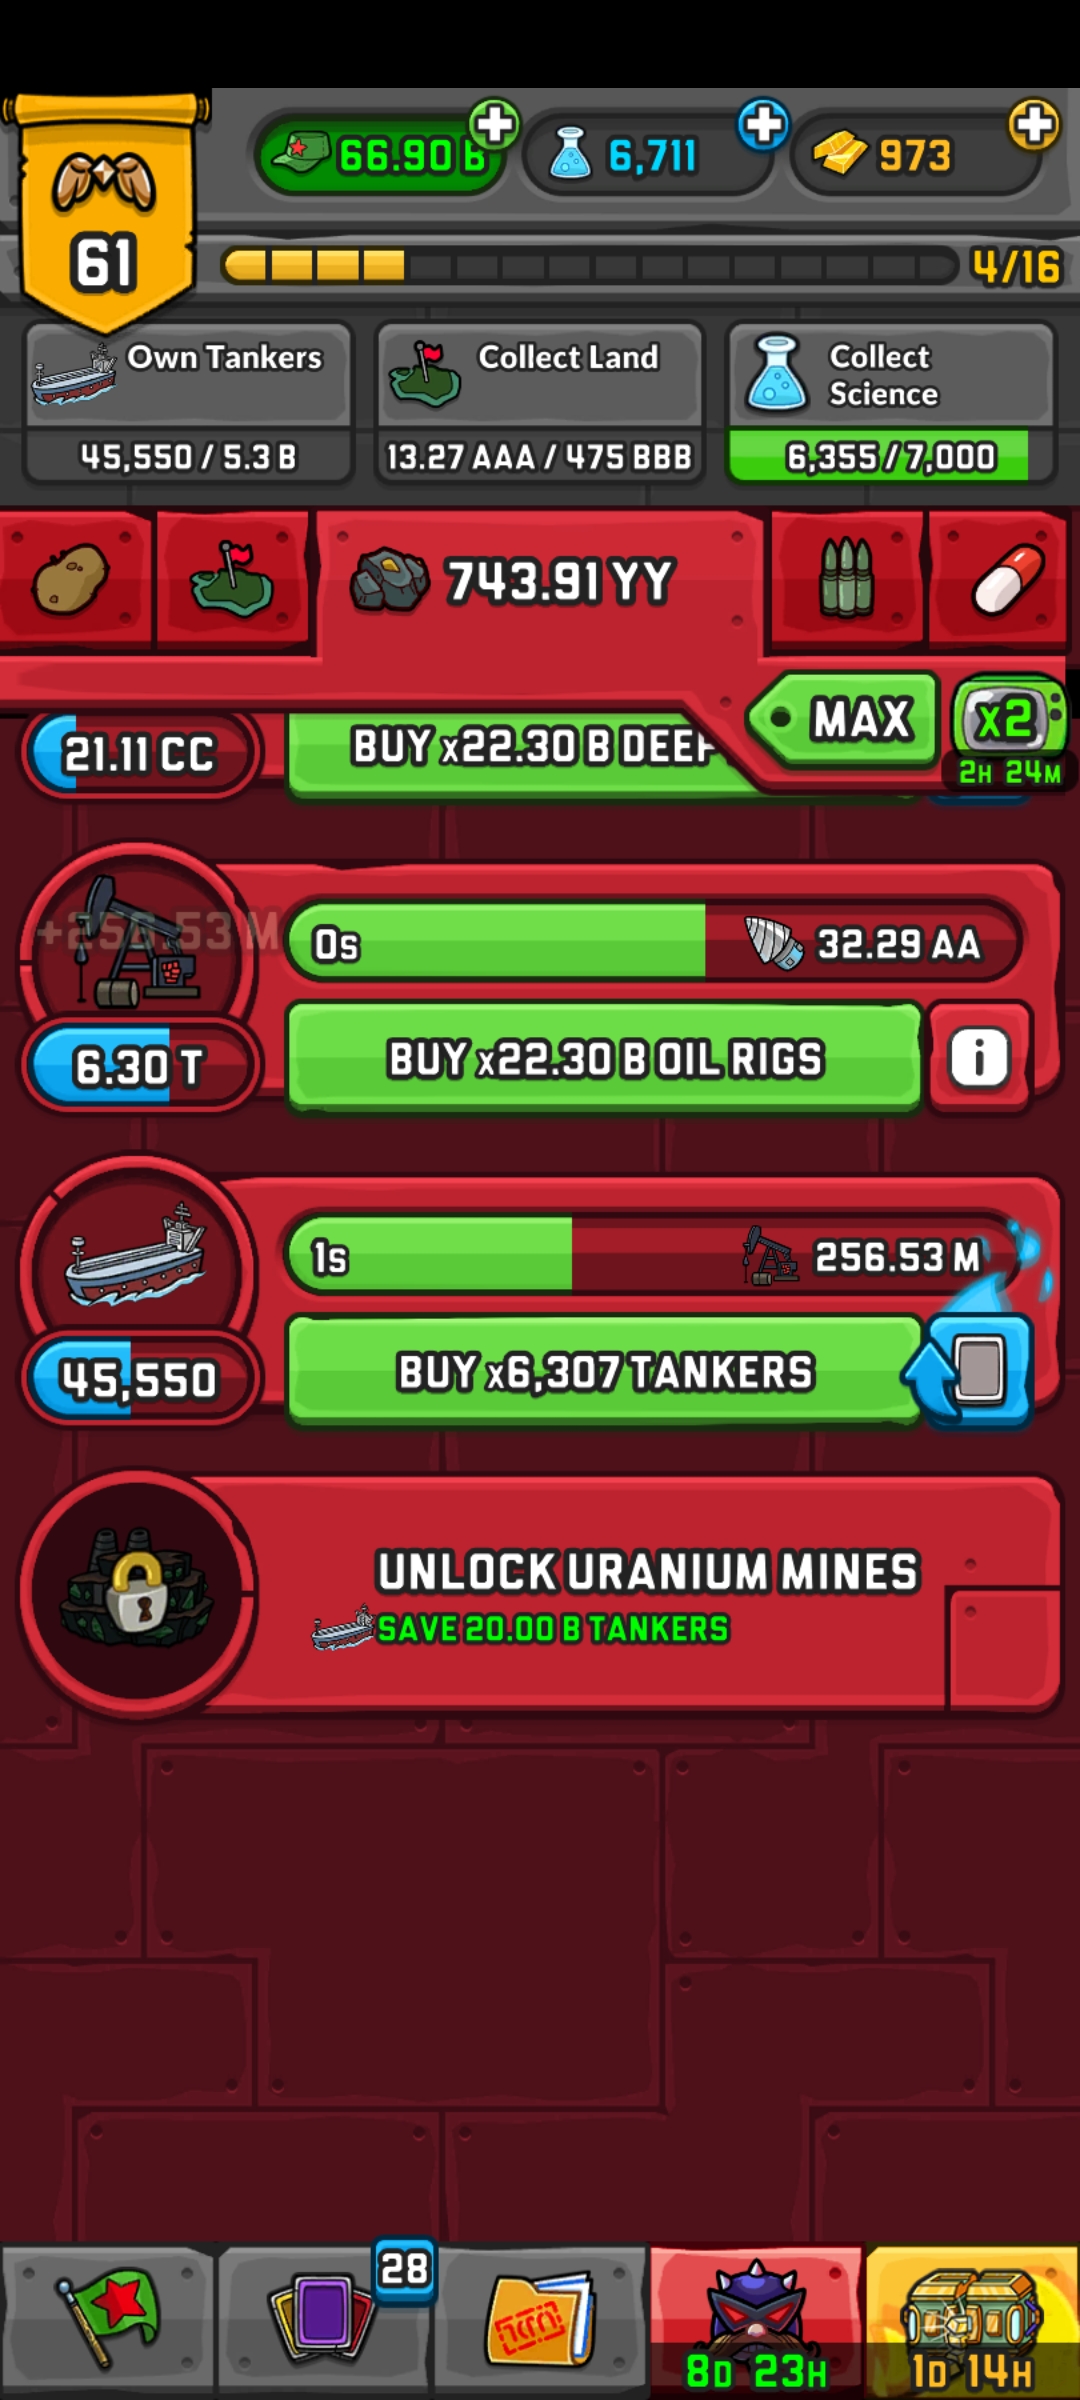 66.90 B
6,711
973
61
4/16
Own Tankers
45,550 / 5.3 B
Collect Land
13.27 AAA / 475 BBB
Collect
Science
6,355 / 7,000
743.91 YY
MAX
x2
2H 24M
21.11 CC
BUY x22.30 B DEEP
+256.53 M
0s
32.29 AA
6.30 T
BUY x22.30 B OIL RIGS
i
1s
256.53 M
45,550
BUY x6,307 TANKERS
UNLOCK URANIUM MINES
SAVE 20.00 B TANKERS
28
8D 23H
1D 14H